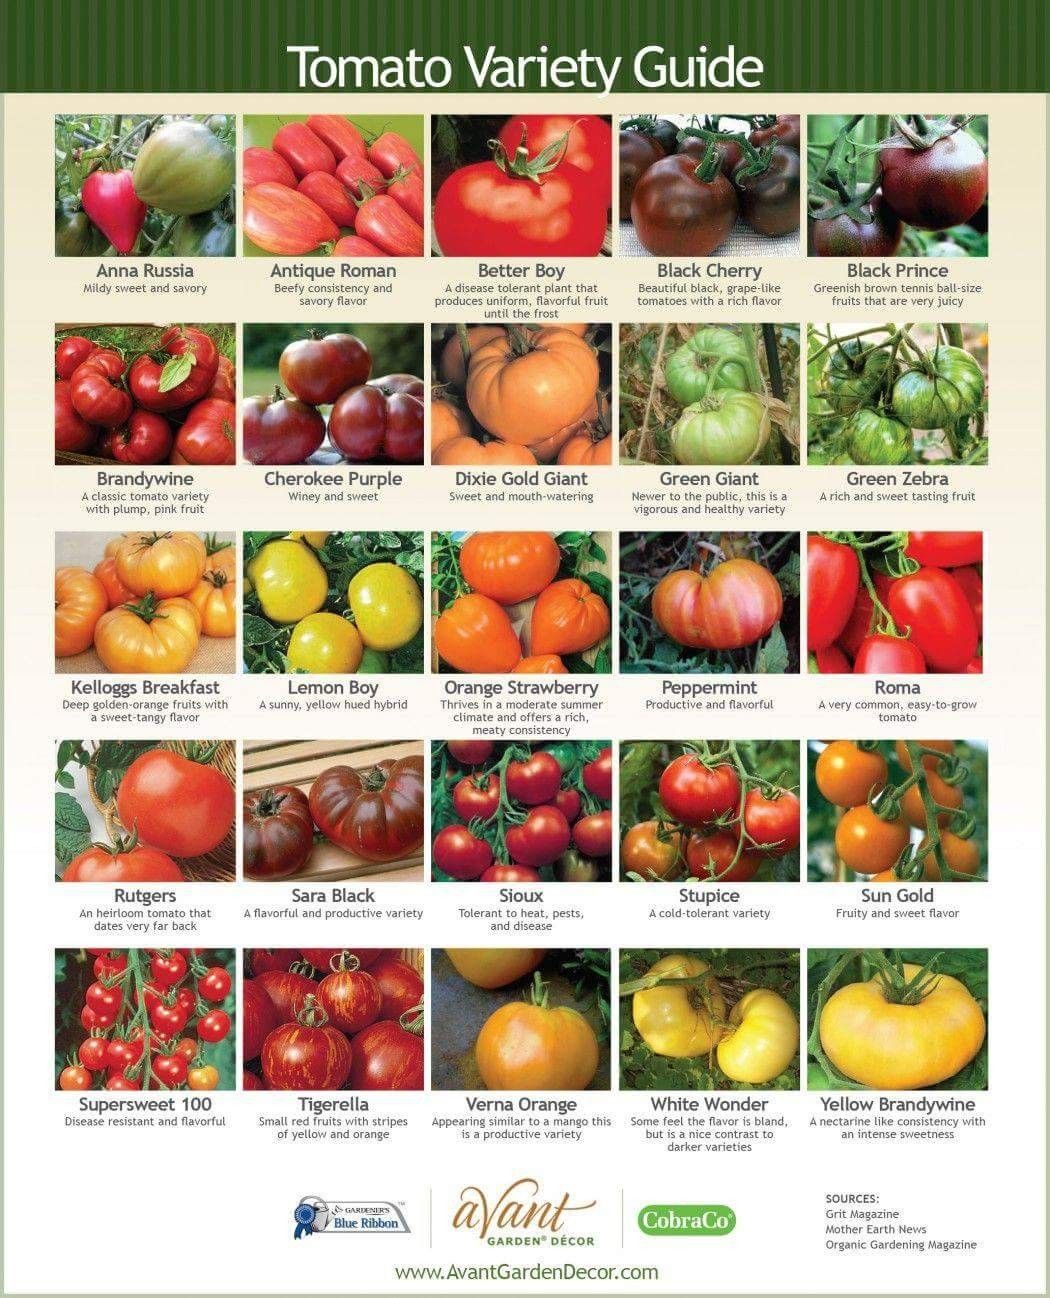 Tomato Variety Guide
Anna Russia
Mildy sweet and savory
Antique Roman
Beefy consistency and
savory flavor
Better Boy
A disease tolerant plant that
produces uniform, flavorful fruit
until the frost
Black Cherry
Beautiful black, grape-like
tomatoes with a rich flavor
Black Prince
Greenish brown tennis ball-size
fruits that are very juicy
Brandywine
A classic tomato variety
with plump, pink fruit
Cherokee Purple
Winey and sweet
Dixie Gold Giant
Sweet and mouth-watering
Green Giant
Newer to the public, this is a
vigorous and healthy variety
Green Zebra
A rich and sweet tasting fruit
Kelloggs Breakfast
Deep golden-orange fruits with
a sweet-tangy flavor
Lemon Boy
A sunny, yellow hued hybrid
Orange Strawberry
Thrives in a moderate summer
climate and offers a rich,
meaty consistency
Peppermint
Productive and flavorful
Roma
A very common, easy-to-grow
tomato
Rutgers
An heirloom tomato that
dates very far back
Sara Black
A flavorful and productive variety
Sioux
Tolerant to heat, pests,
and disease
Stupice
A cold-tolerant variety
Sun Gold
Fruity and sweet flavor
Supersweet 100
Disease resistant and flavorful
Tigerella
Small red fruits with stripes
of yellow and orange
Verna Orange
Appearing similar to a mango this
is a productive variety
White Wonder
Some feel the flavor is bland,
but is a nice contrast to
darker varieties
Yellow Brandywine
A nectarine like consistency with
an intense sweetness
GARDENER'S
Blue Ribbon™
aVant
GARDEN® DÉCOR
CobraCo®
SOURCES:
Grit Magazine
Mother Earth News
Organic Gardening Magazine
www.AvantGardenDecor.com